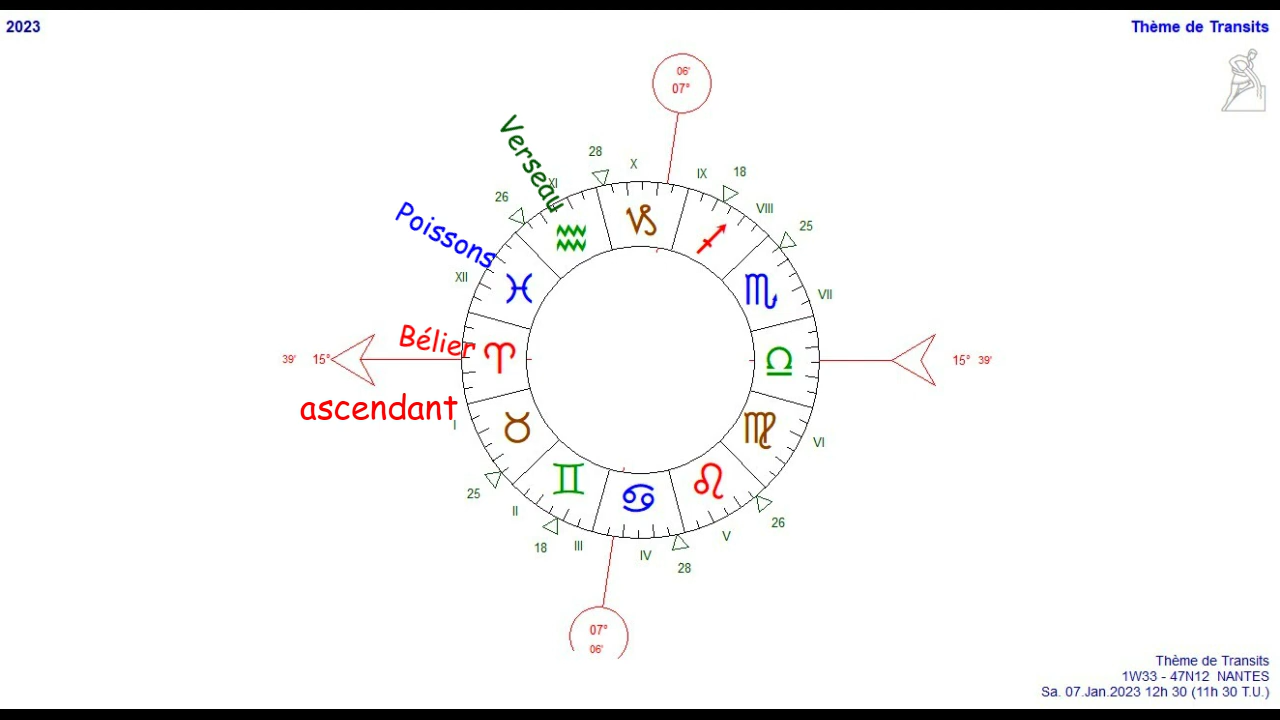 2023
Thème de Transits
06'
07°
Verseau
28
X
IX
18
XI
26
VIII
25
Poissons
XII
VII
Bélier
39' 15°
15° 39'
ascendant
I
VI
25
II
26
18
III
IV
V
28
07°
06'
Thème de Transits
1W33 - 47N12 NANTES
Sa. 07.Jan.2023 12h 30 (11h 30 T.U.)